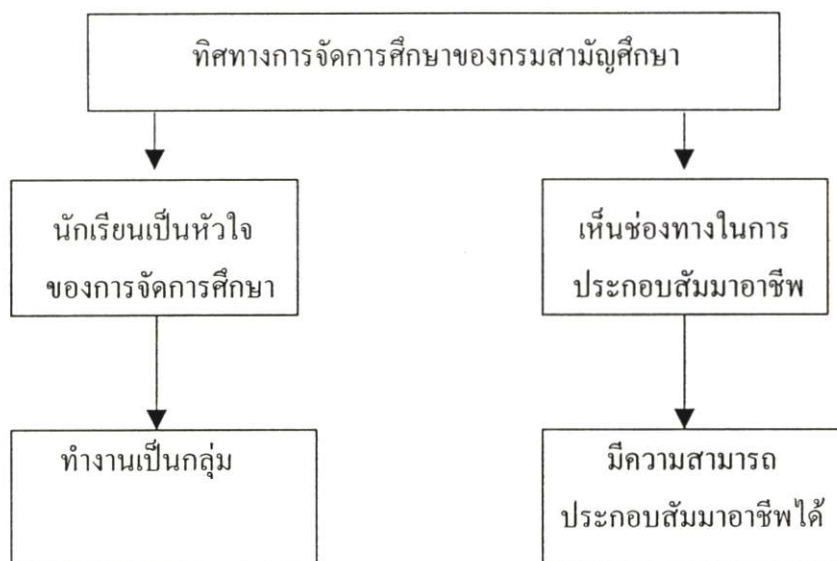 ทิศทางการจัดการศึกษาของกรมสามัญศึกษา
นักเรียนเป็นหัวใจ
ของการจัดการศึกษา
เห็นช่องทางในการ
ประกอบสัมมาอาชีพ
ทำงานเป็นกลุ่ม
มีความสามารถ
ประกอบสัมมาอาชีพได้